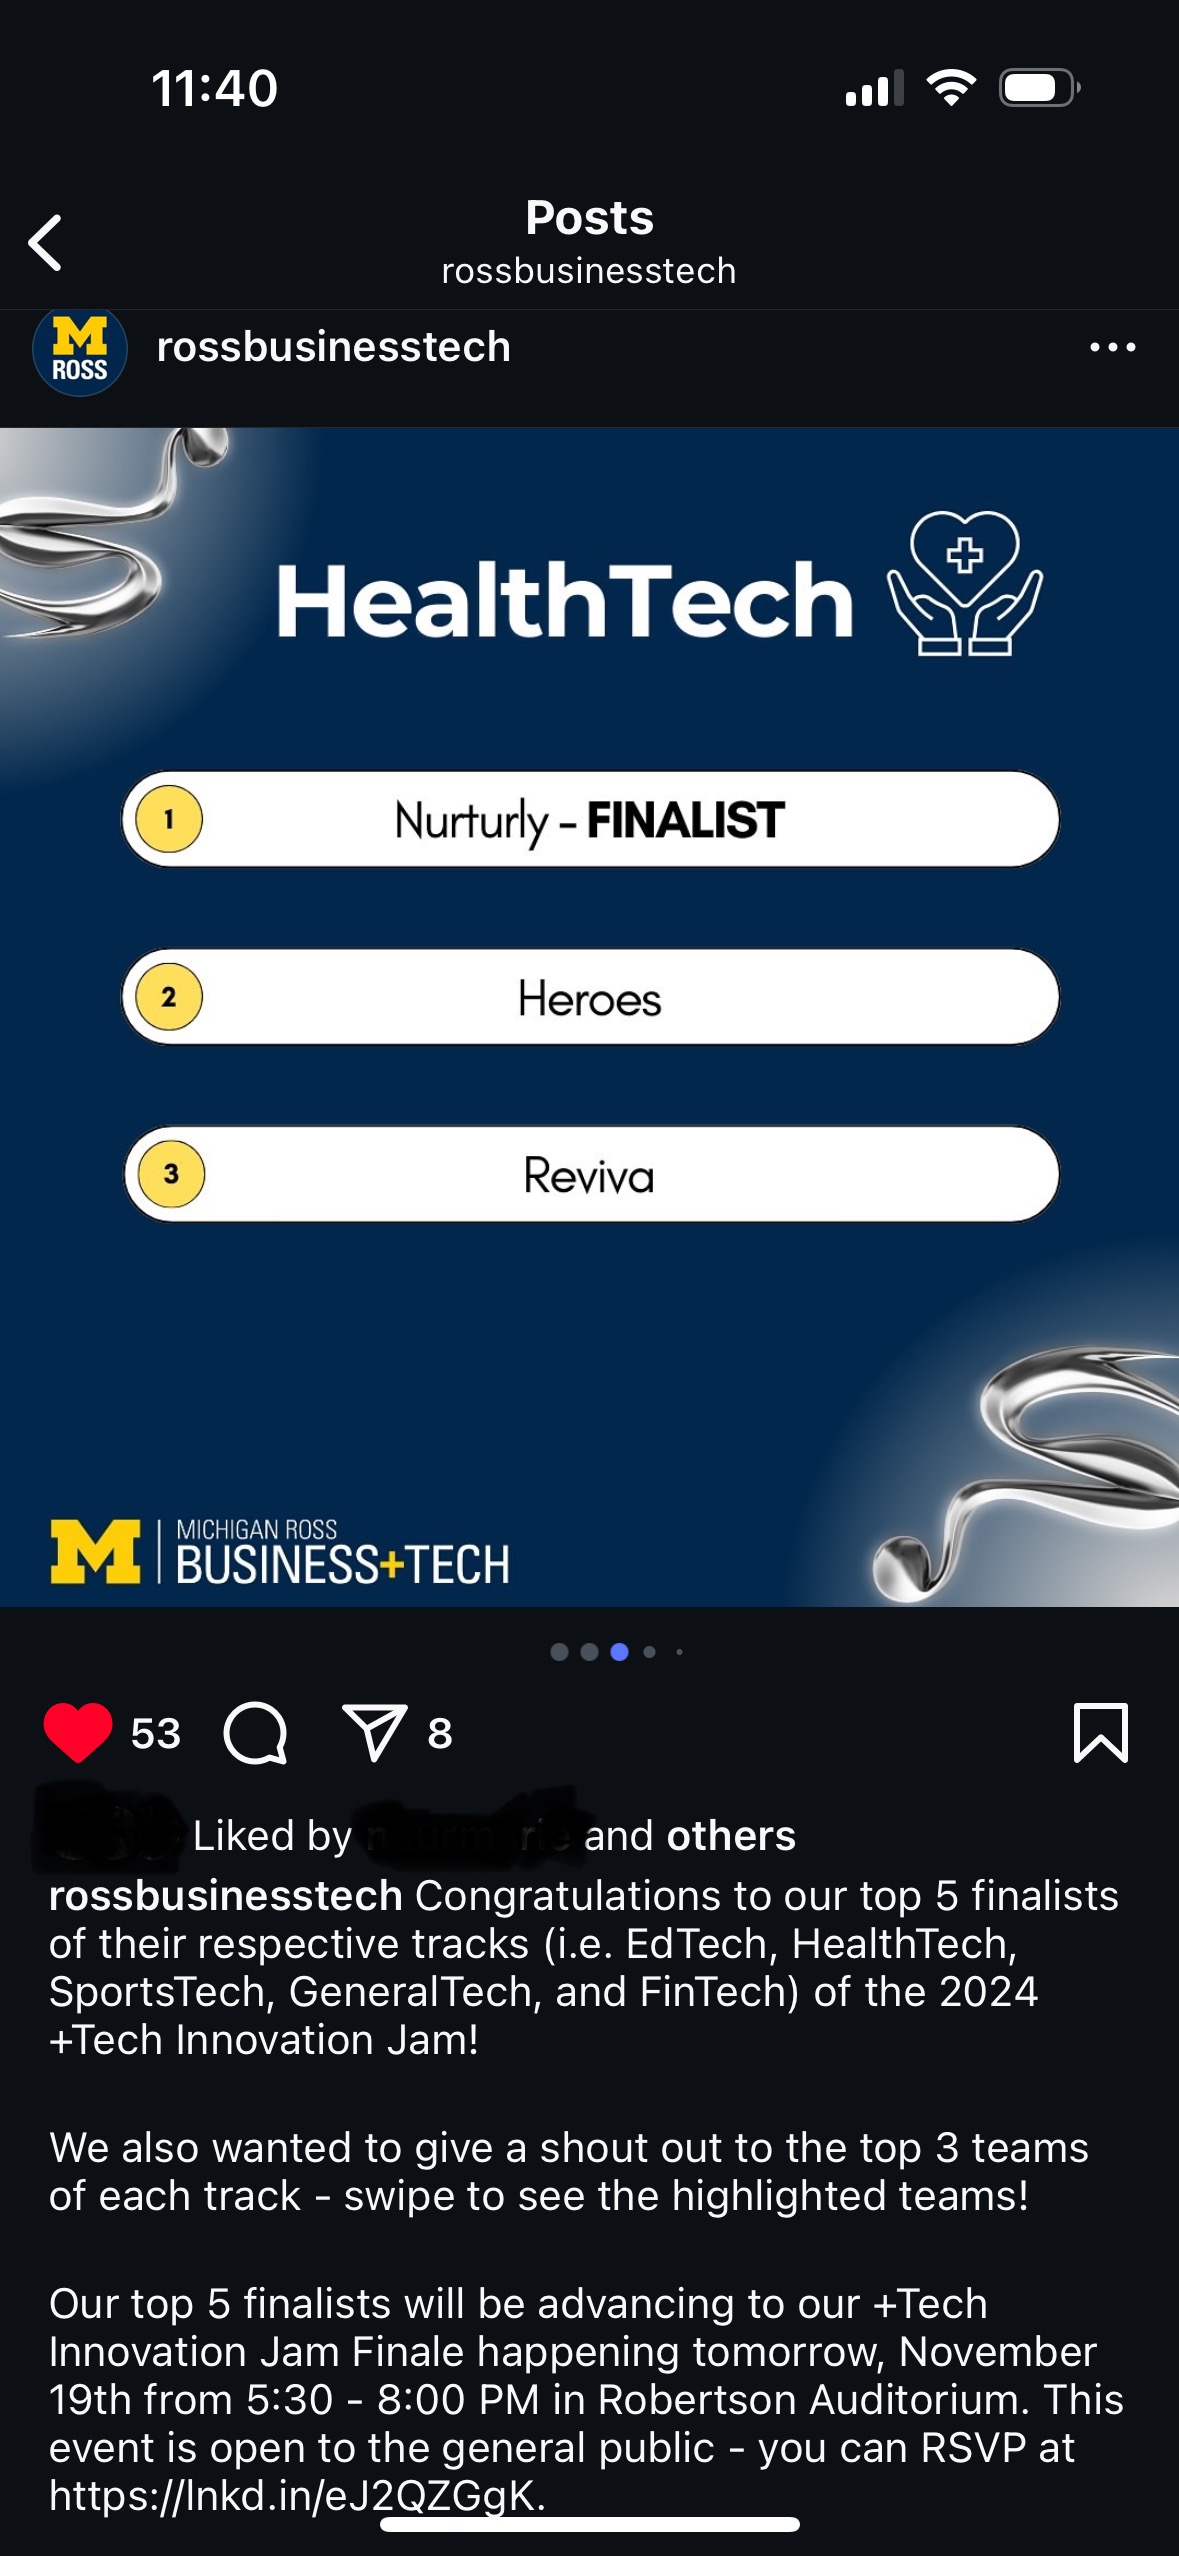 11:40
Posts
rossbusinesstech
M
ROSS
rossbusinesstech
HealthTech
1
Nurturly - FINALIST
2
Heroes
3
Reviva
M
MICHIGAN ROSS
BUSINESS+TECH
53
8
Liked by
and others
rossbusinesstech Congratulations to our top 5 finalists
of their respective tracks (i.e. EdTech, HealthTech,
SportsTech, GeneralTech, and FinTech) of the 2024
+Tech Innovation Jam!
We also wanted to give a shout out to the top 3 teams
of each track - swipe to see the highlighted teams!
Our top 5 finalists will be advancing to our +Tech
Innovation Jam Finale happening tomorrow, November
19th from 5:30 - 8:00 PM in Robertson Auditorium. This
event is open to the general public - you can RSVP at
https://lnkd.in/eJ2QZGgK.